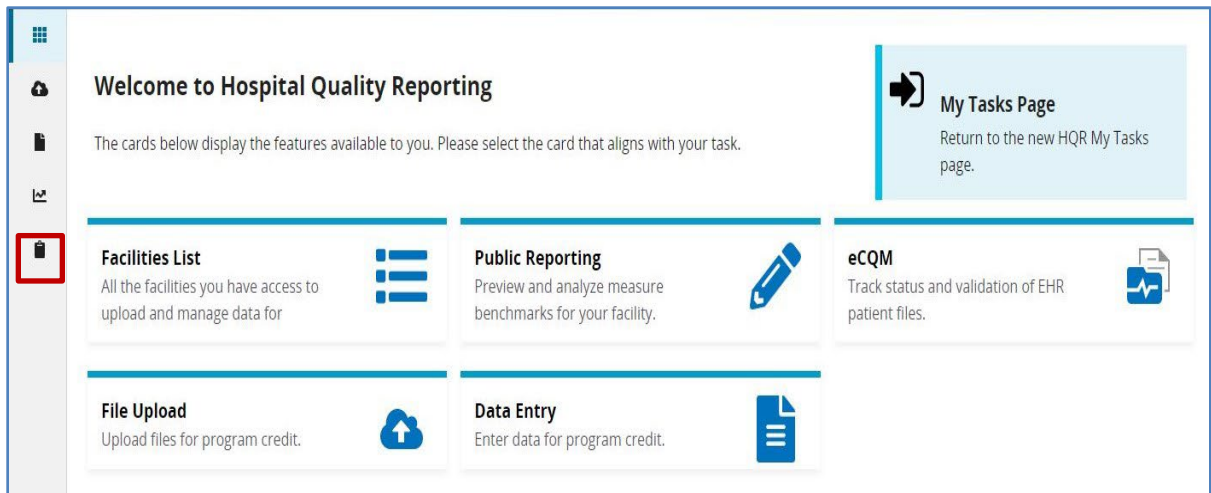 Welcome to Hospital Quality Reporting
The cards below display the features available to you. Please select the card that aligns with your task.
My Tasks Page
Return to the new HQR My Tasks
page.
Facilities List
All the facilities you have access to
upload and manage data for
Public Reporting
Preview and analyze measure
benchmarks for your facility.
eCQM
Track status and validation of EHR
patient files.
File Upload
Upload files for program credit.
Data Entry
Enter data for program credit.